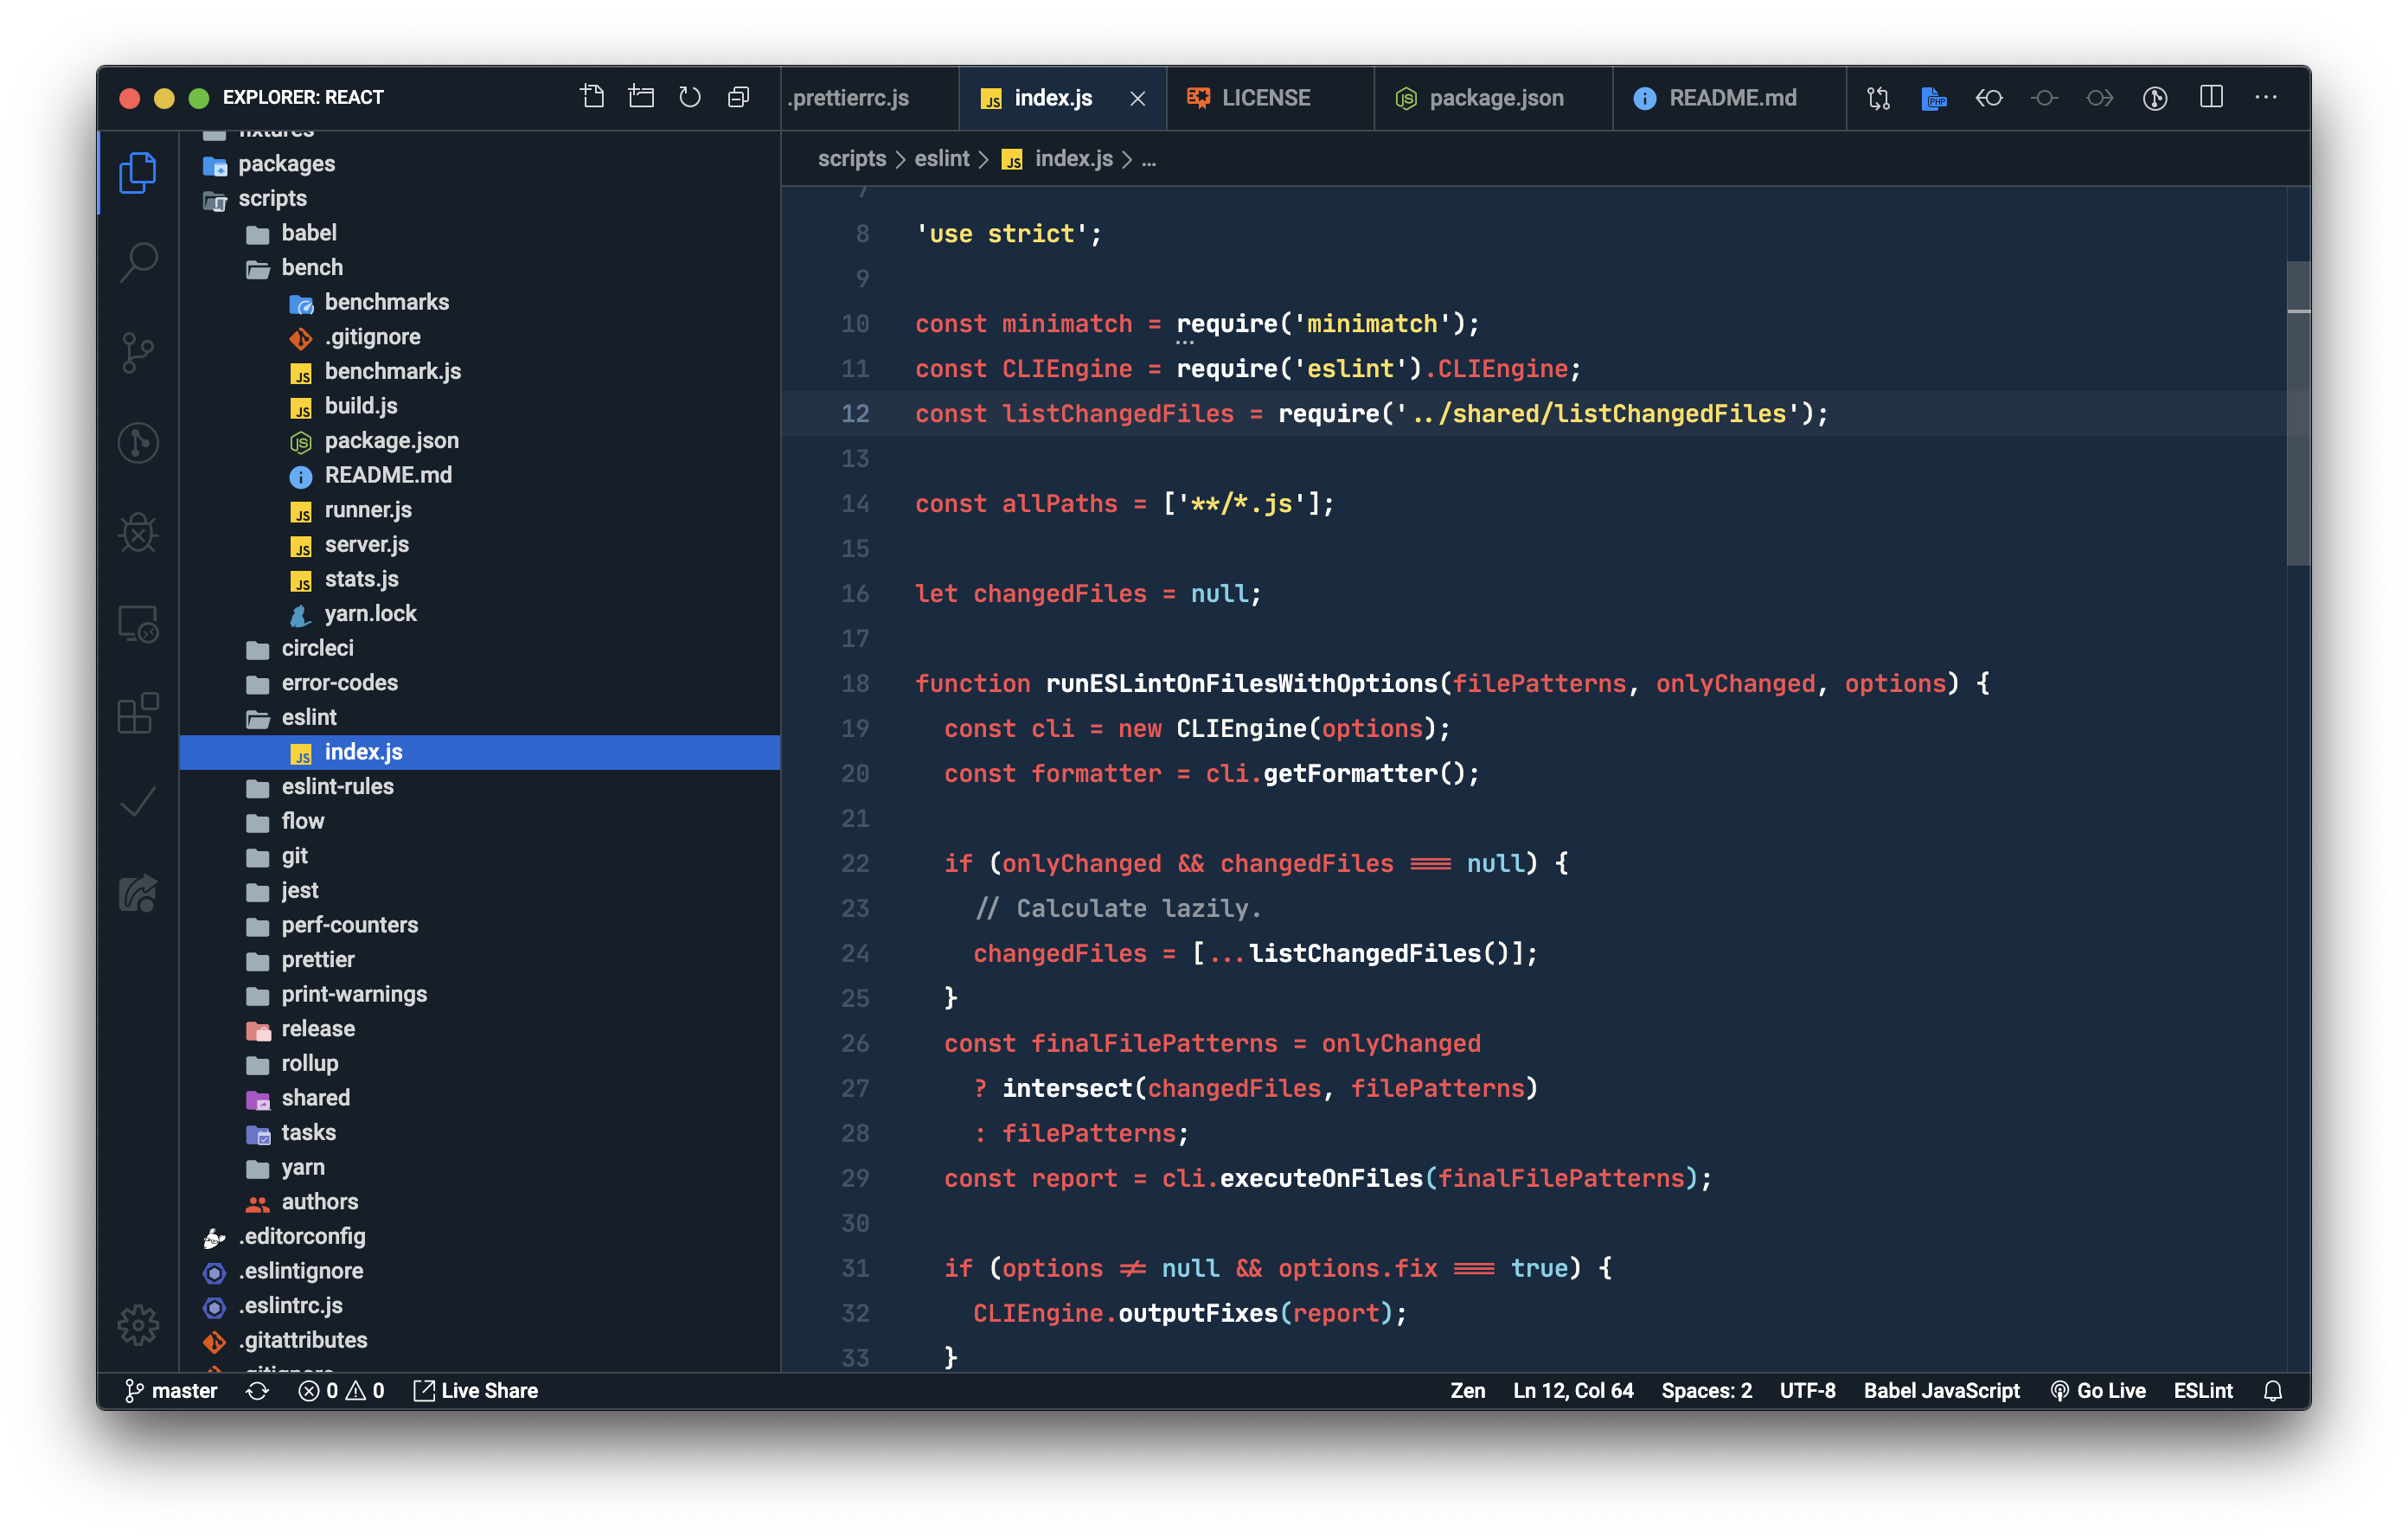 EXPLORER: REACT
.prettierrc.js
index.js
LICENSE
package.json
README.md
scripts > eslint > index.js > ...
fixtures
packages
scripts
babel
bench
benchmarks
.gitignore
benchmark.js
build.js
package.json
README.md
runner.js
server.js
stats.js
yarn.lock
circleci
error-codes
eslint
index.js
eslint-rules
flow
git
jest
perf-counters
prettier
print-warnings
release
rollup
shared
tasks
yarn
authors
.editorconfig
.eslintignore
.eslintrc.js
.gitattributes
.gitignore
7
8 'use strict';
9
10 const minimatch = require('minimatch');
11 const CLIEngine = require('eslint').CLIEngine;
12 const listChangedFiles = require('../shared/listChangedFiles');
13
14 const allPaths = ['**/*.js'];
15
16 let changedFiles = null;
17
18 function runESLintOnFilesWithOptions(filePatterns, onlyChanged, options) {
19 const cli = new CLIEngine(options);
20 const formatter = cli.getFormatter();
21
22 if (onlyChanged && changedFiles === null) {
23 // Calculate lazily.
24 changedFiles = [...listChangedFiles()];
25 }
26 const finalFilePatterns = onlyChanged
27 ? intersect(changedFiles, filePatterns)
28 : filePatterns;
29 const report = cli.executeOnFiles(finalFilePatterns);
30
31 if (options != null && options.fix === true) {
32 CLIEngine.outputFixes(report);
33 }
master 0 0 Live Share Zen Ln 12, Col 64 Spaces: 2 UTF-8 Babel JavaScript Go Live ESLint